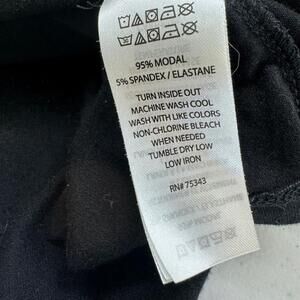 95% MODAL
5% SPANDEX / ELASTANE
TURN INSIDE OUT
MACHINE WASH COOL
WASH WITH LIKE COLORS
NON-CHLORINE BLEACH
WHEN NEEDED
TUMBLE DRY LOW
LOW IRON
RN# 75343